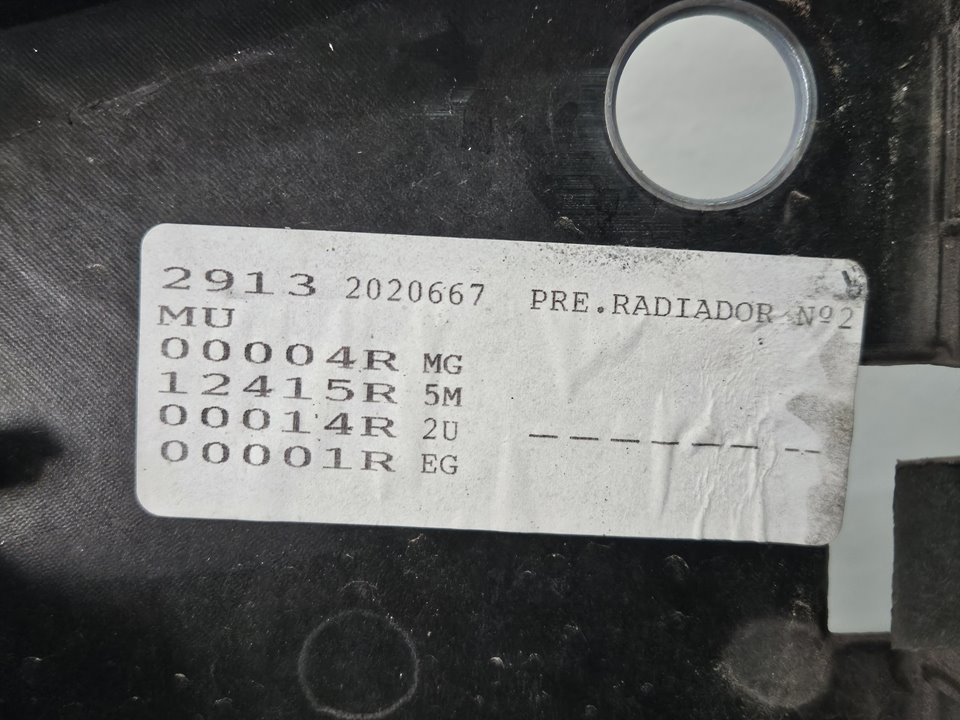 2913 2020667 PRE.RADIADOR Nº2
MU
00004R MG
12415R 5M
00014R 2U
00001R EG